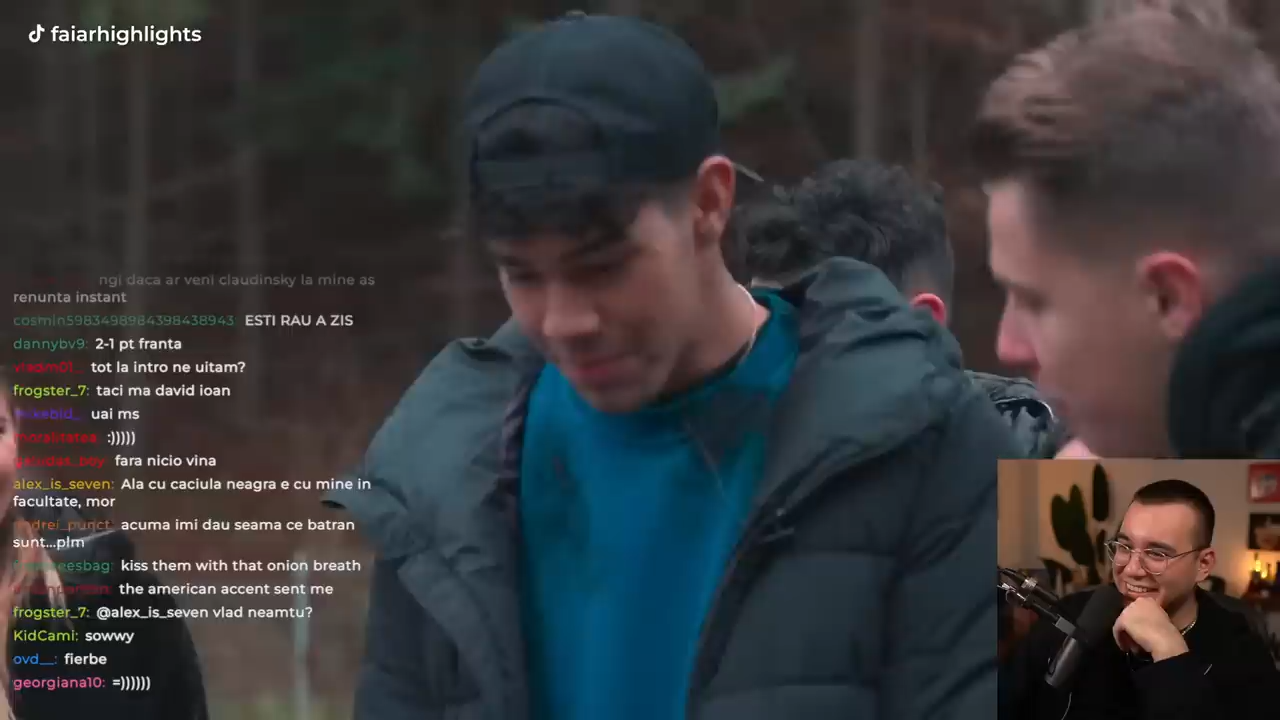 faiarhighlights
ngi daca ar veni claudinsky la mine as
renunta instant
cosmin5983498984398438943: ESTI RAU A ZIS
dannybv9: 2-1 pt franta
vladm01_: tot la intro ne uitam?
frogster_7: taci ma david ioan
uai ms
moralitatea: :)))))
fara nicio vina
alex_is_seven: Ala cu caciula neagra e cu mine in
facultate, mor
andrei_punct: acuma imi dau seama ce batran
sunt...plm
kiss them with that onion breath
the american accent sent me
frogster_7: @alex_is_seven vlad neamtu?
KidCami: sowwy
ovd__: fierbe
georgiana10: =))))))